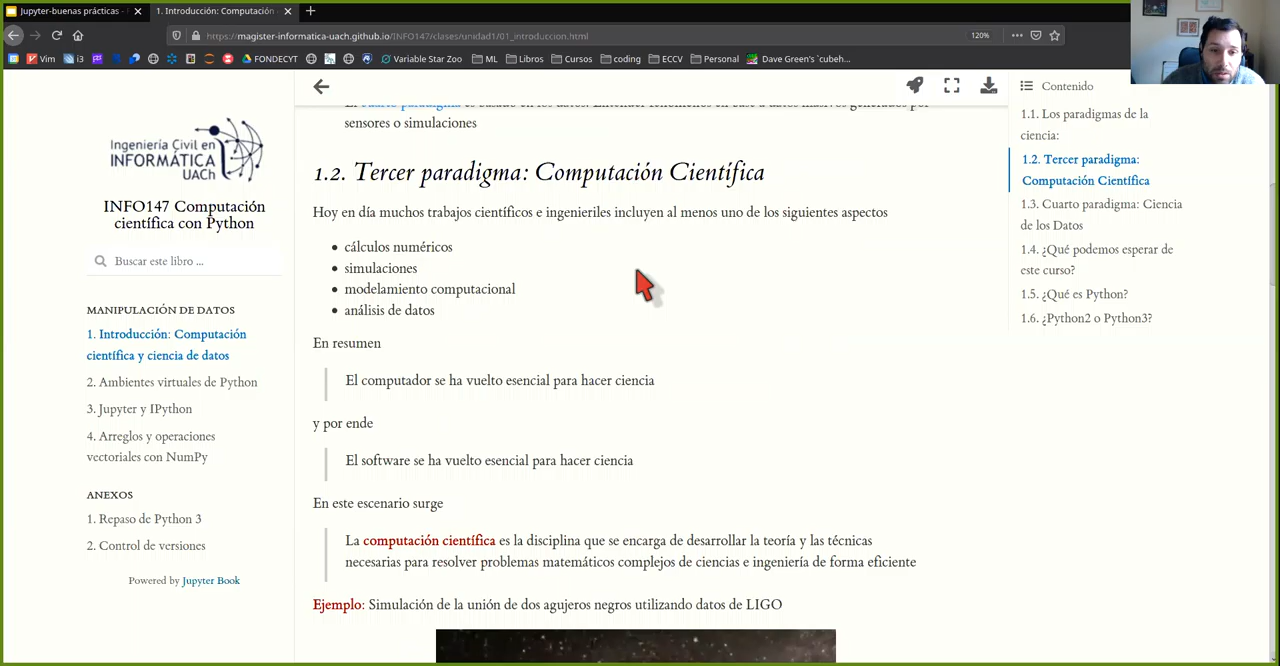 Jupyter-buenas prácticas -
1. Introducción: Computación
https://magister-informatica-uach.github.io/INFO147/clases/unidad1/01_introduccion.html
120%
Vim
i3
FONDECYT
Variable Star Zoo
ML
Libros
Cursos
coding
ECCV
Personal
Dave Green's `cubeh...
Ingeniería Civil en
INFORMÁTICA
UACh
INFO147 Computación
científica con Python
Buscar este libro ...
MANIPULACIÓN DE DATOS
1. Introducción: Computación
científica y ciencia de datos
2. Ambientes virtuales de Python
3. Jupyter y IPython
4. Arreglos y operaciones
vectoriales con NumPy
ANEXOS
1. Repaso de Python 3
2. Control de versiones
Powered by Jupyter Book
sensores o simulaciones
1.2. Tercer paradigma: Computación Científica
Hoy en día muchos trabajos científicos e ingenieriles incluyen al menos uno de los siguientes aspectos
• cálculos numéricos
• simulaciones
• modelamiento computacional
• análisis de datos
En resumen
El computador se ha vuelto esencial para hacer ciencia
y por ende
El software se ha vuelto esencial para hacer ciencia
En este escenario surge
La computación científica es la disciplina que se encarga de desarrollar la teoría y las técnicas
necesarias para resolver problemas matemáticos complejos de ciencias e ingeniería de forma eficiente
Ejemplo: Simulación de la unión de dos agujeros negros utilizando datos de LIGO
Contenido
1.1. Los paradigmas de la
ciencia:
1.2. Tercer paradigma:
Computación Científica
1.3. Cuarto paradigma: Ciencia
de los Datos
1.4. ¿Qué podemos esperar de
este curso?
1.5. ¿Qué es Python?
1.6. ¿Python2 o Python3?